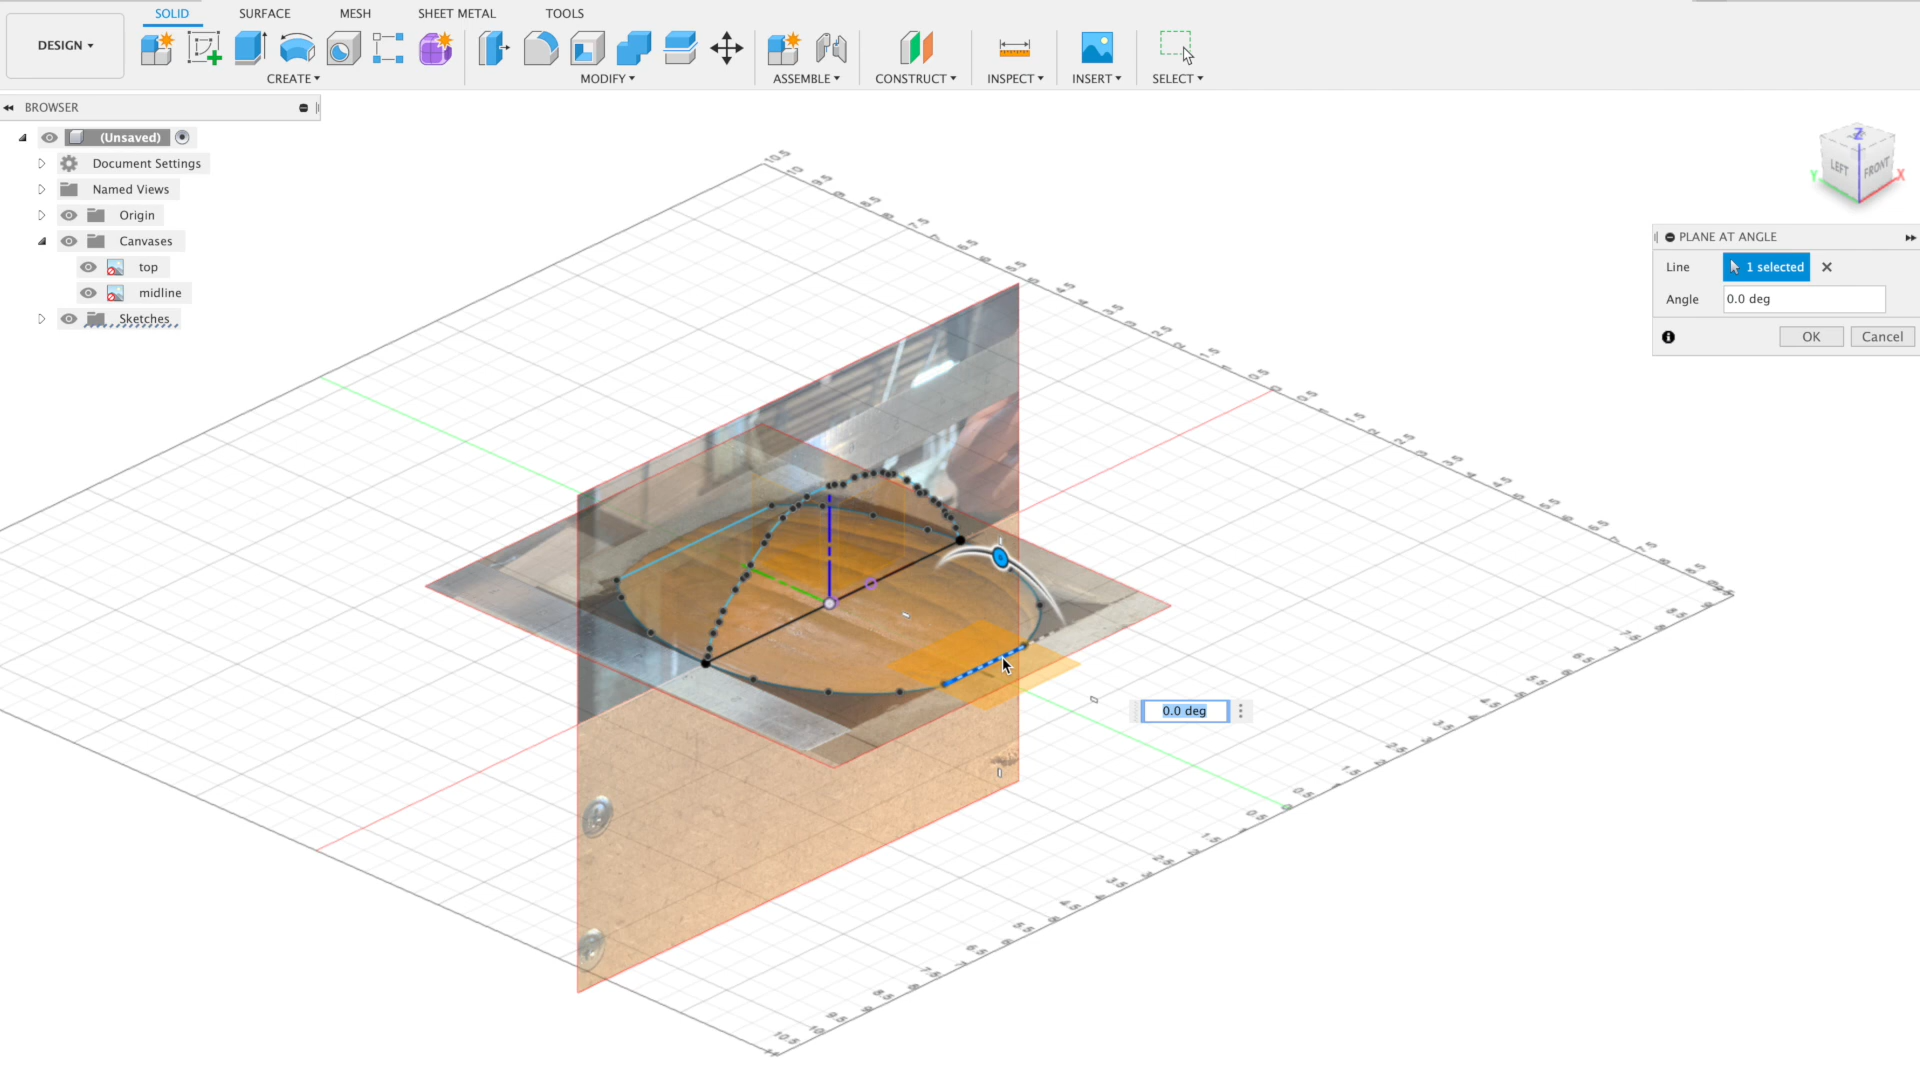 SOLID SURFACE MESH SHEET METAL TOOLS
DESIGN
CREATE MODIFY ASSEMBLE CONSTRUCT INSPECT INSERT SELECT
BROWSER
(Unsaved)
Document Settings
Named Views
Origin
Canvases
top
midline
Sketches
Z
LEFT FRONT
Y X
PLANE AT ANGLE
Line 1 selected
Angle 0.0 deg
OK Cancel
0.0 deg